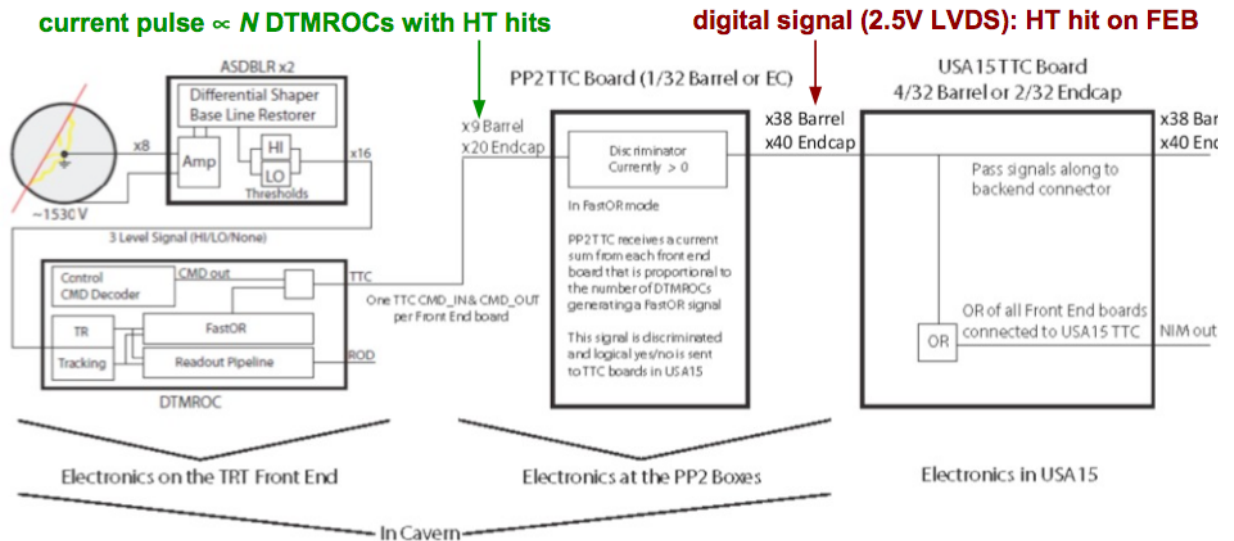 current pulse ∝ N DTMROCs with HT hits
digital signal (2.5V LVDS): HT hit on FEB
ASDBLR x2
Differential Shaper
Base Line Restorer
x8
Amp
HI
LO
Thresholds
x16
~1530 V
3 Level Signal (HI/LO/None)
Control
CMD Decoder
CMD out
TTC
TR
Tracking
FastOR
Readout Pipeline
ROD
DTMROC
One TTC CMD_IN & CMD_OUT
per Front End board
PP2 TTC Board (1/32 Barrel or EC)
x9 Barrel
x20 Endcap
Discriminator
Currently > 0
In FastOR mode
PP2TTC receives a current
sum from each front end
board that is proportional to
the number of DTMROCs
generating a FastOR signal
This signal is discriminated
and logical yes/no is sent
to TTC boards in USA15
x38 Barrel
x40 Endcap
USA15 TTC Board
4/32 Barrel or 2/32 Endcap
Pass signals along to
backend connector
OR
OR of all Front End boards
connected to USA15 TTC
x38 Bar
x40 End
NIM out
Electronics on the TRT Front End
Electronics at the PP2 Boxes
Electronics in USA15
In Cavern